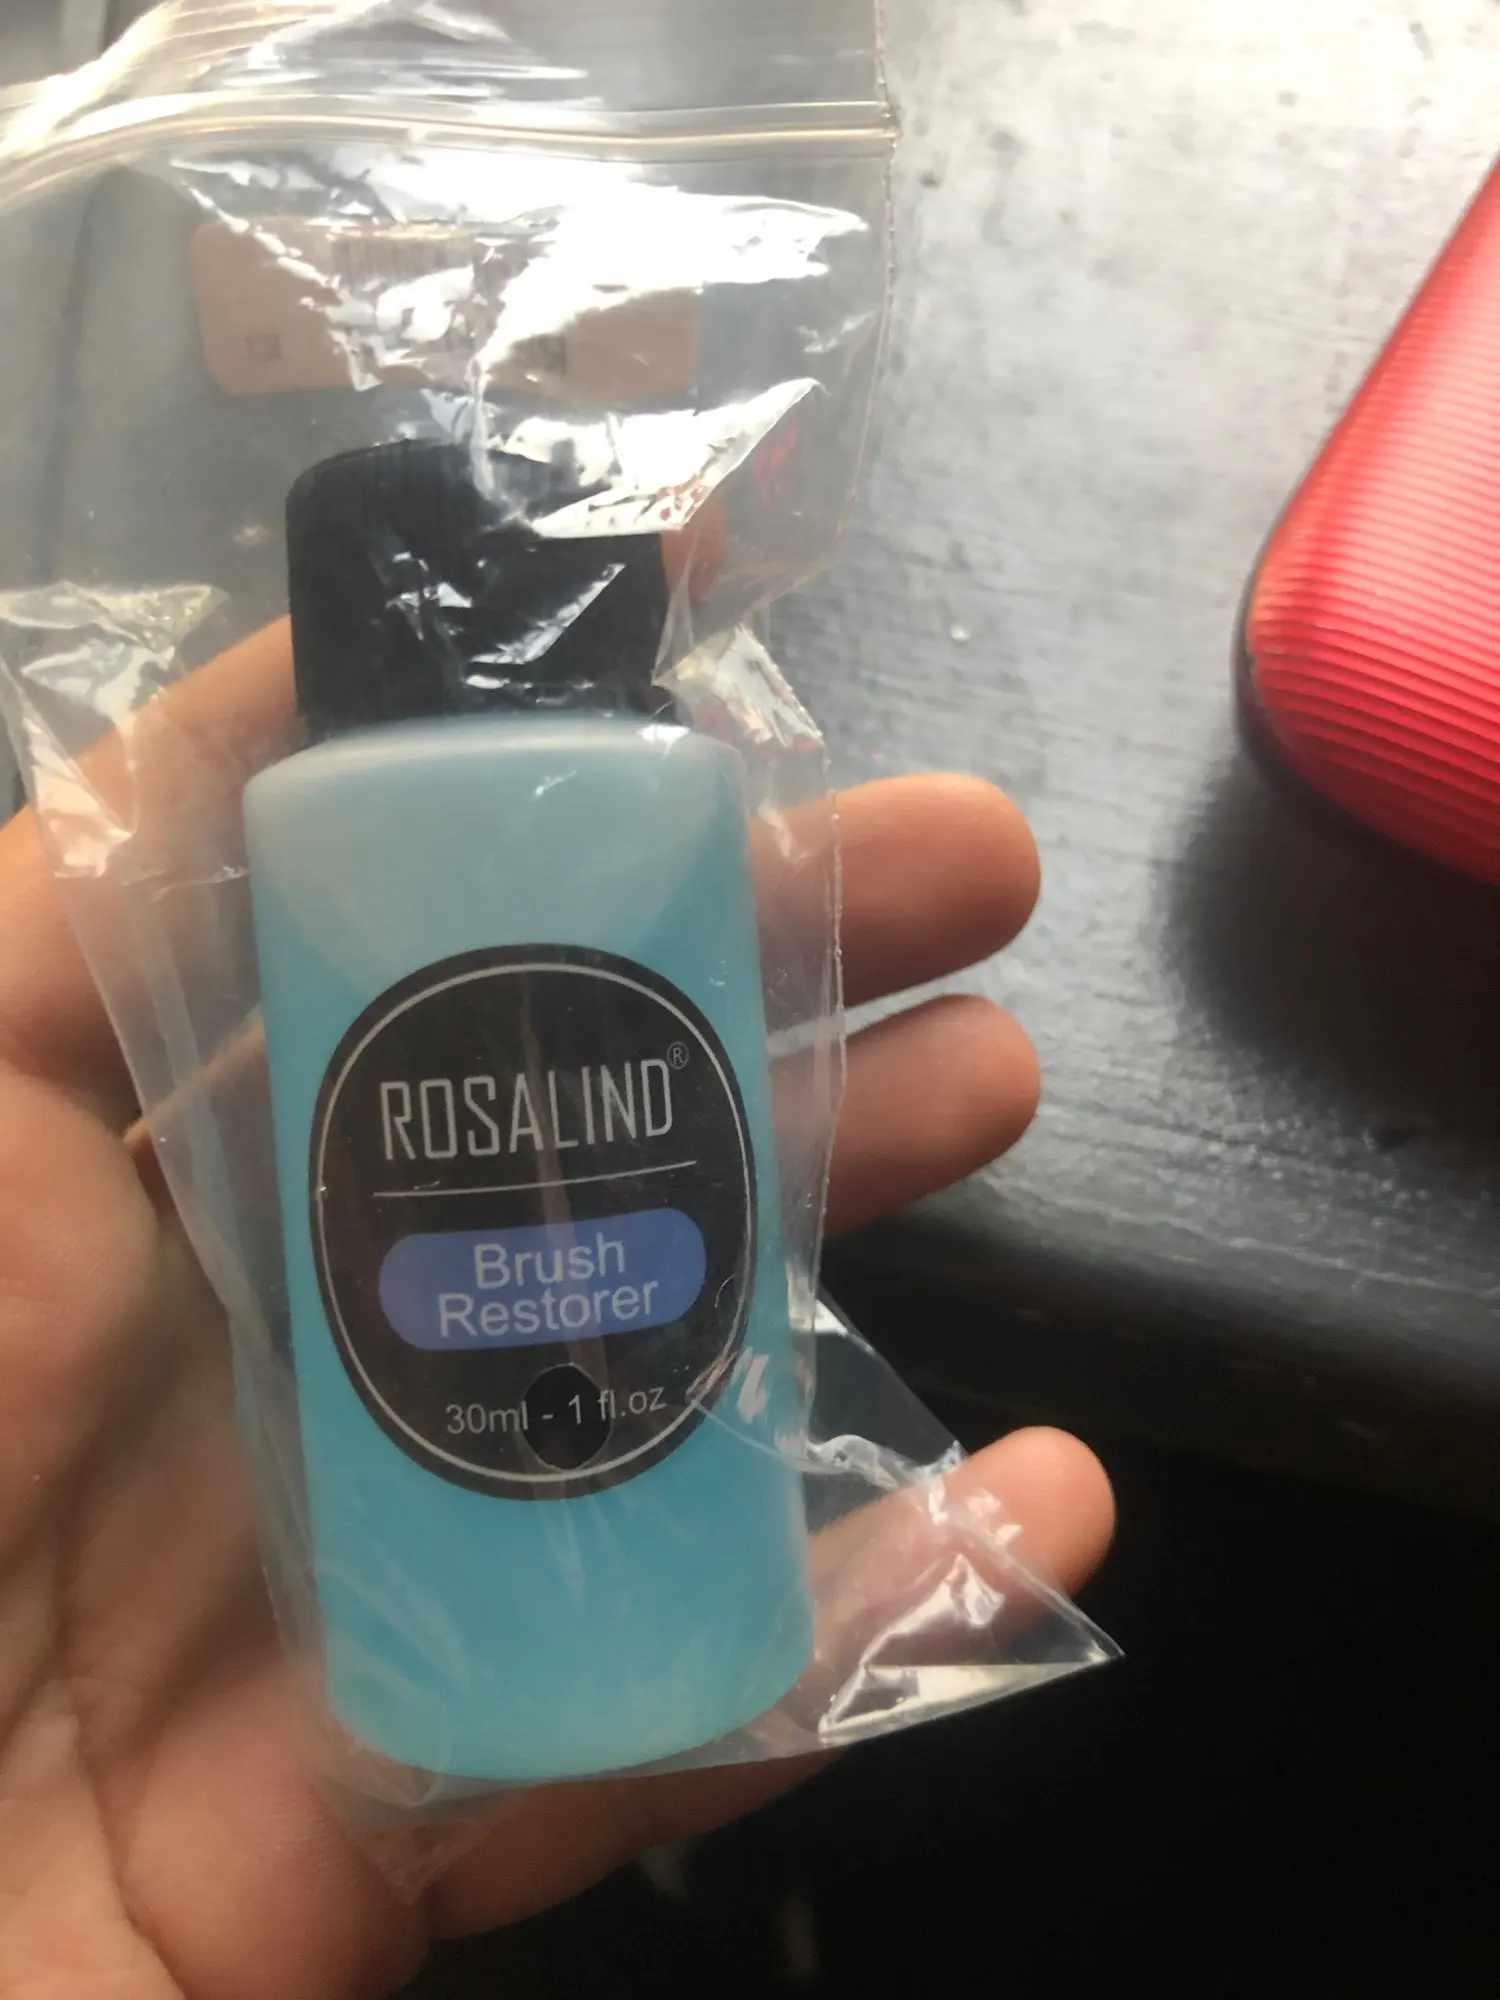 ROSALIND®
Brush
Restorer
30ml - 1 fl.oz